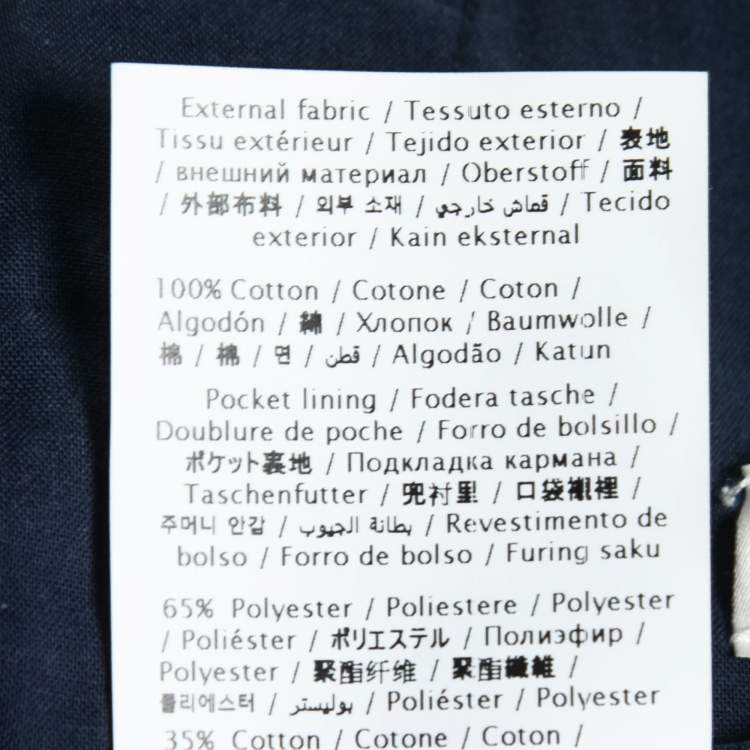 External fabric / Tessuto esterno /
Tissu extérieur / Tejido exterior / 表地
/ внешний материал / Oberstoff / 面料
/ 外部布料 / 외부 소재 / قماش خارجي / Tecido
exterior / Kain eksternal
100% Cotton / Cotone / Coton /
Algodón / 綿 / Хлопок / Baumwolle /
棉 / 棉 / 면 / قطن / Algodão / Katun
Pocket lining / Fodera tasche /
Doublure de poche / Forro de bolsillo /
ポケット裏地 / Подкладка кармана /
Taschenfutter / 兜衬里 / 口袋襯裡 /
주머니 안감 / بطانة الجيوب / Revestimento de
bolso / Forro de bolso / Furing saku
65% Polyester / Poliestere / Polyester
/ Poliéster / ポリエステル / Полиэфир /
Polyester / 聚酯纤维 / 聚酯纖維 /
폴리에스터 / بوليستر / Poliéster / Polyester
35% Cotton / Cotone / Coton /